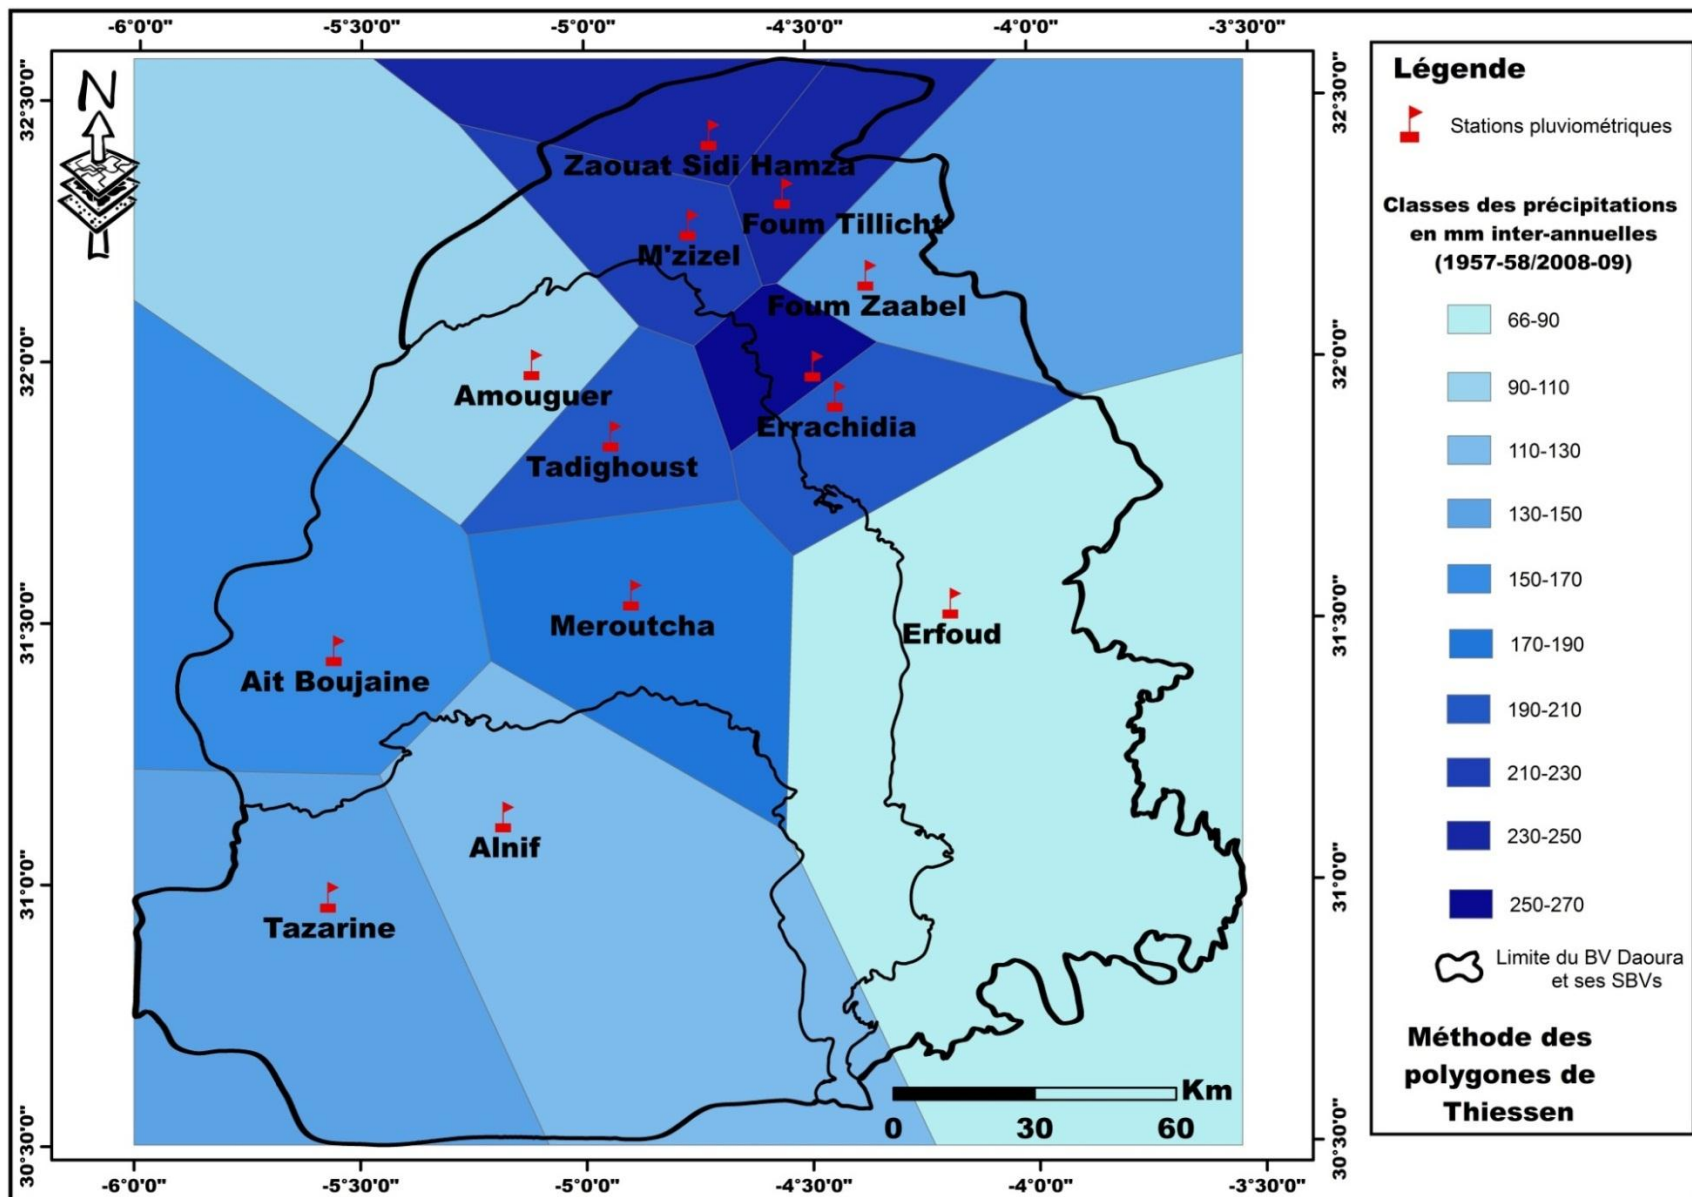 -6°0'0"
-5°30'0"
-5°0'0"
-4°30'0"
-4°0'0"
-3°30'0"
32°30'0"
32°0'0"
31°30'0"
31°0'0"
30°30'0"
N
Zaouat Sidi Hamza
Foum Tillicht
M'zizel
Foum Zaabel
Amouguer
Errachidia
Tadighoust
Meroutcha
Erfoud
Ait Boujaine
Alnif
Tazarine
Km
0 30 60
32°30'0"
32°0'0"
31°30'0"
31°0'0"
30°30'0"
-6°0'0"
-5°30'0"
-5°0'0"
-4°30'0"
-4°0'0"
-3°30'0"
Légende
Stations pluviométriques
Classes des précipitations
en mm inter-annuelles
(1957-58/2008-09)
66-90
90-110
110-130
130-150
150-170
170-190
190-210
210-230
230-250
250-270
Limite du BV Daoura
et ses SBVs
Méthode des
polygones de
Thiessen